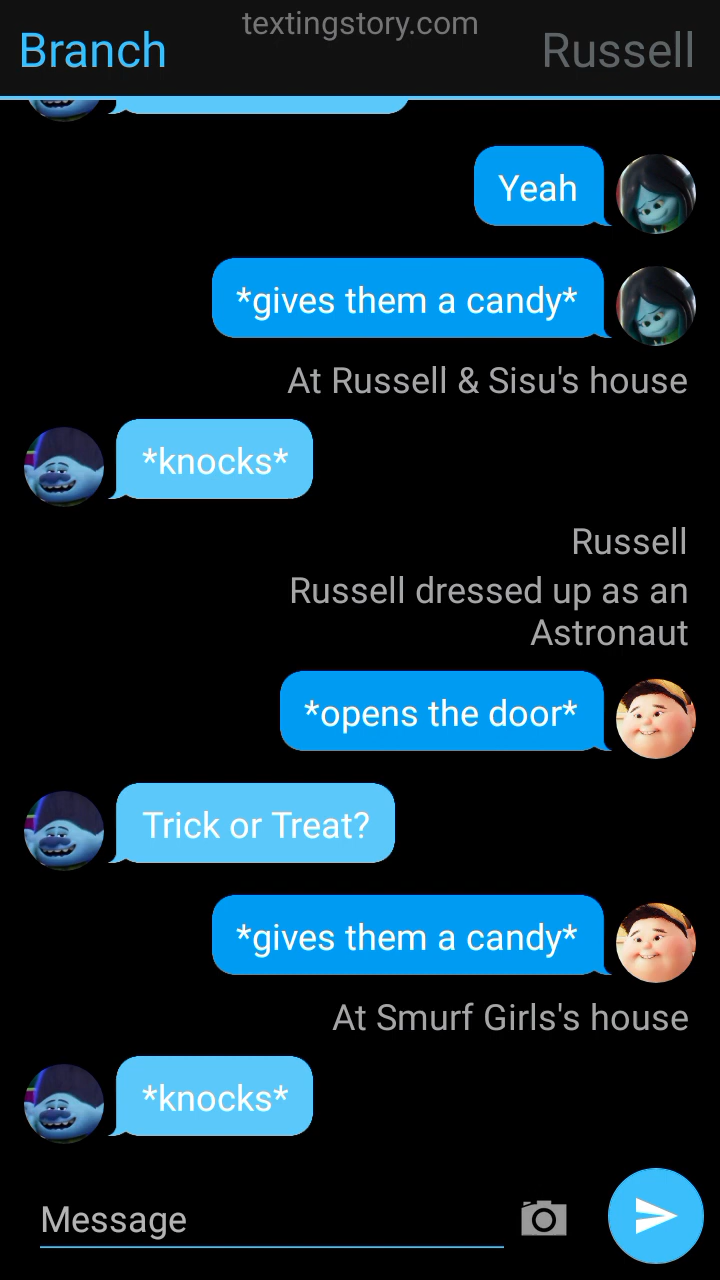 textingstory.com
Branch
Russell
Yeah
*gives them a candy*
At Russell & Sisu's house
*knocks*
Russell
Russell dressed up as an
Astronaut
*opens the door*
Trick or Treat?
*gives them a candy*
At Smurf Girls's house
*knocks*
Message